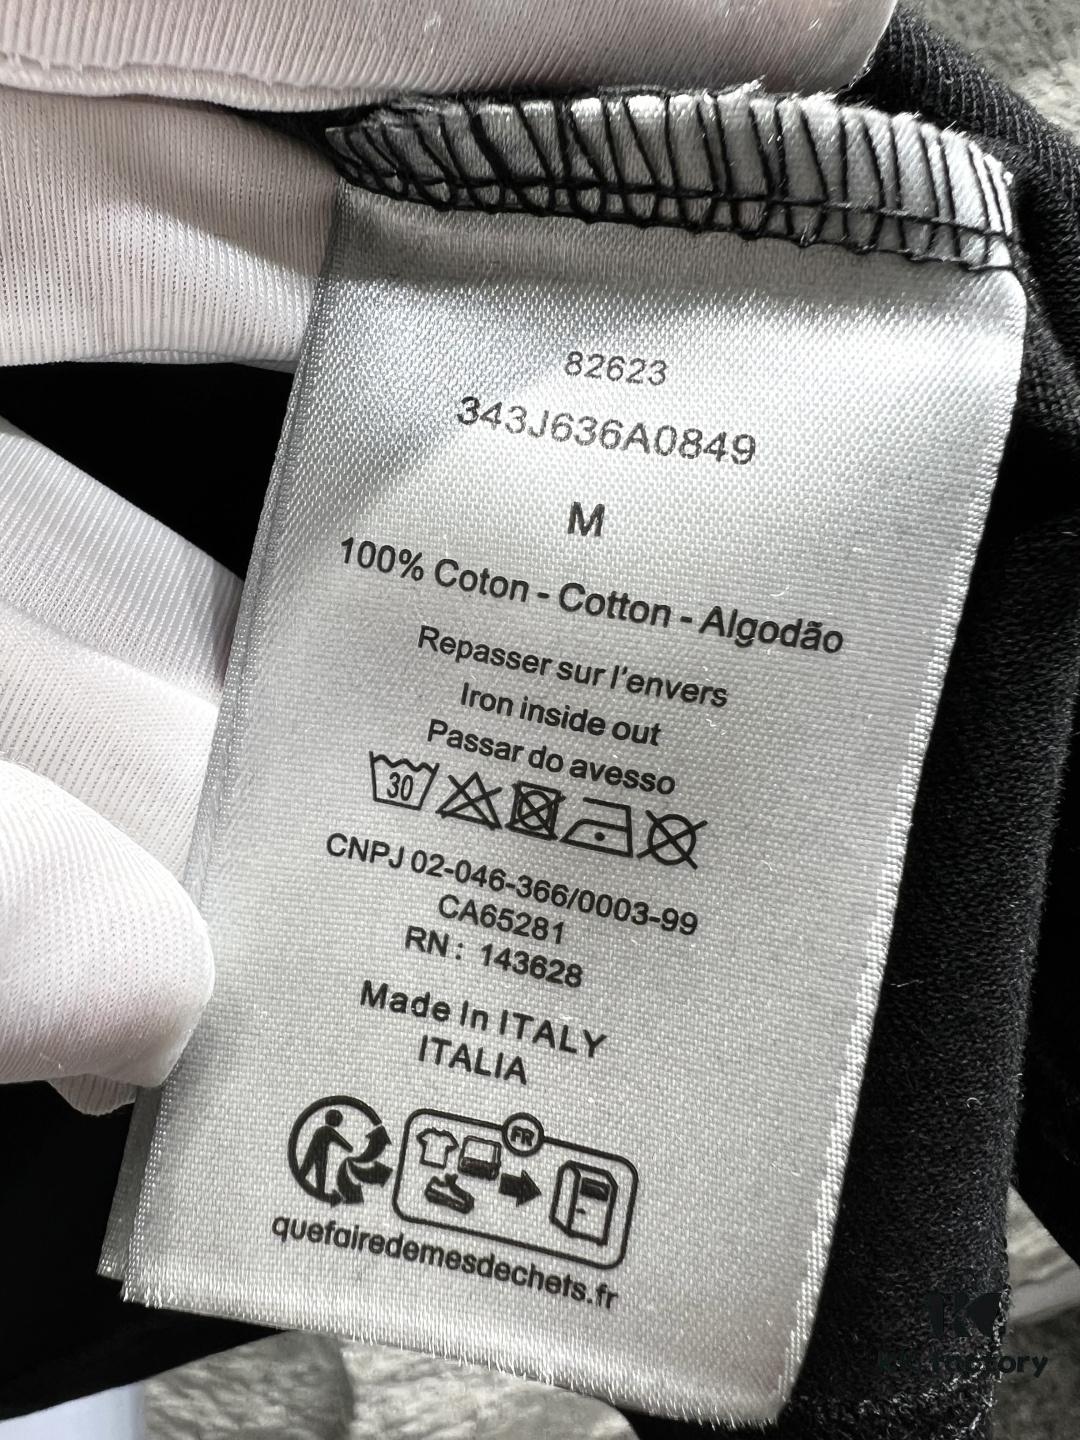 82623
343J636A0849
M
100% Coton - Cotton - Algodão
Repasser sur l'envers
Iron inside out
Passar do avesso
30
CNPJ 02-046-366/0003-99
CA65281
RN : 143628
Made In ITALY
ITALIA
FR
quefairedemesdechets.fr
factory